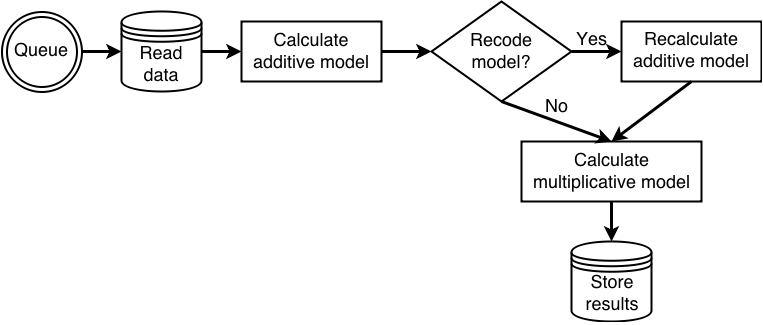 Queue
Read
data
Calculate
additive model
Recode
model?
Yes
Recalculate
additive model
No
Calculate
multiplicative model
Store
results